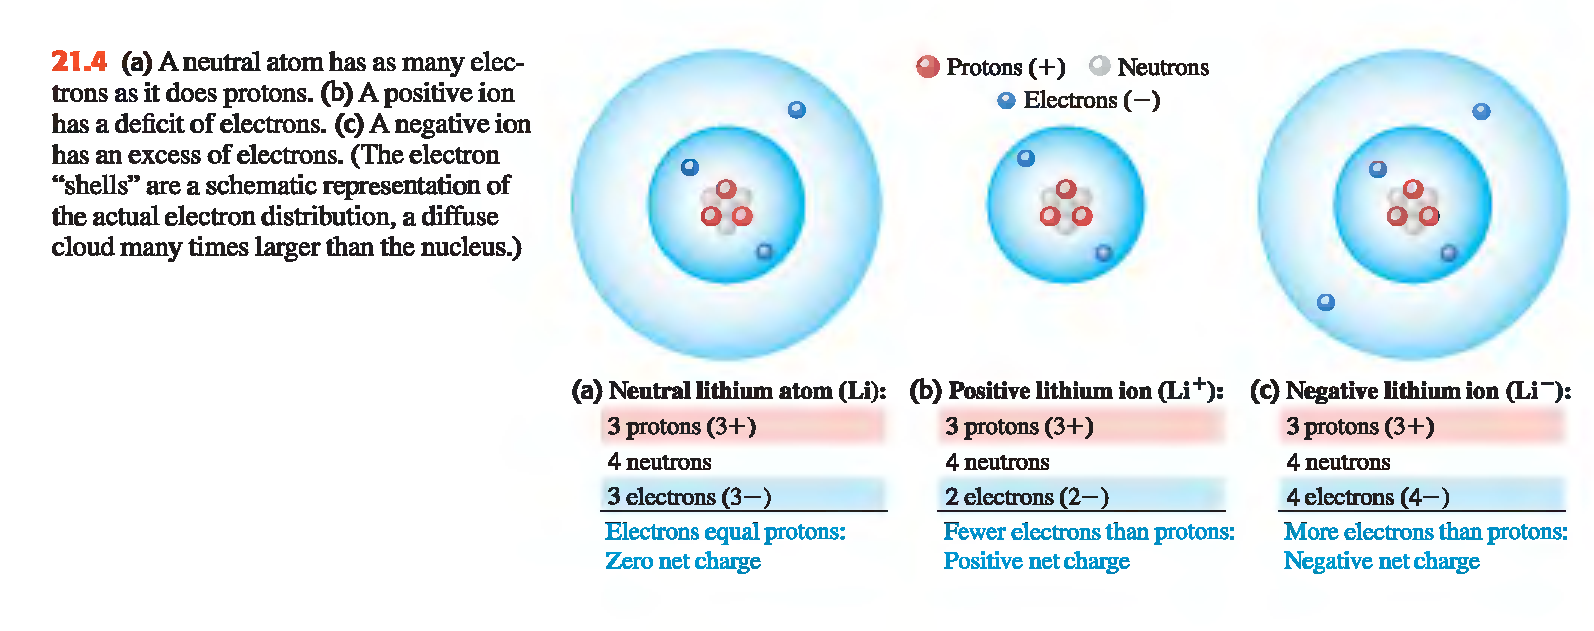 21.4 (a) A neutral atom has as many elec-
trons as it does protons. (b) A positive ion
has a deficit of electrons. (c) A negative ion
has an excess of electrons. (The electron
“shells” are a schematic representation of
the actual electron distribution, a diffuse
cloud many times larger than the nucleus.)
Protons (+) Neutrons
Electrons (−)
(a) Neutral lithium atom (Li):
3 protons (3+)
4 neutrons
3 electrons (3−)
Electrons equal protons:
Zero net charge
(b) Positive lithium ion (Li⁺):
3 protons (3+)
4 neutrons
2 electrons (2−)
Fewer electrons than protons:
Positive net charge
(c) Negative lithium ion (Li⁻):
3 protons (3+)
4 neutrons
4 electrons (4−)
More electrons than protons:
Negative net charge